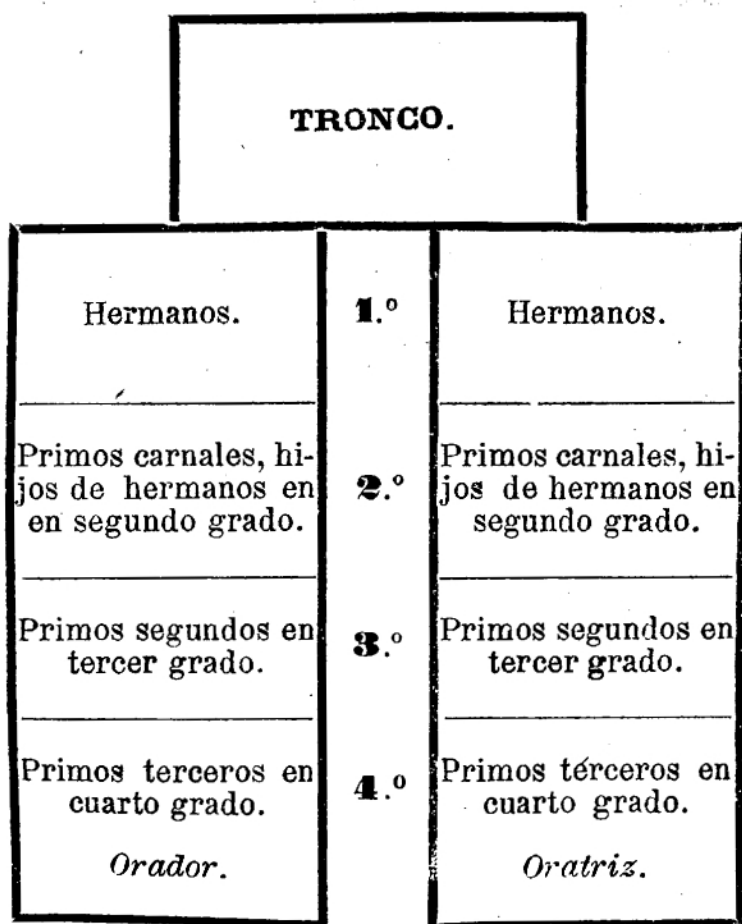 TRONCO.
Hermanos.
1.º
Hermanos.
Primos carnales, hi-
jos de hermanos en
en segundo grado.
2.º
Primos carnales, hi-
jos de hermanos en
segundo grado.
Primos segundos en
tercer grado.
3.º
Primos segundos en
tercer grado.
Primos terceros en
cuarto grado.
Orador.
4.º
Primos térceros en
cuarto grado.
Oratriz.